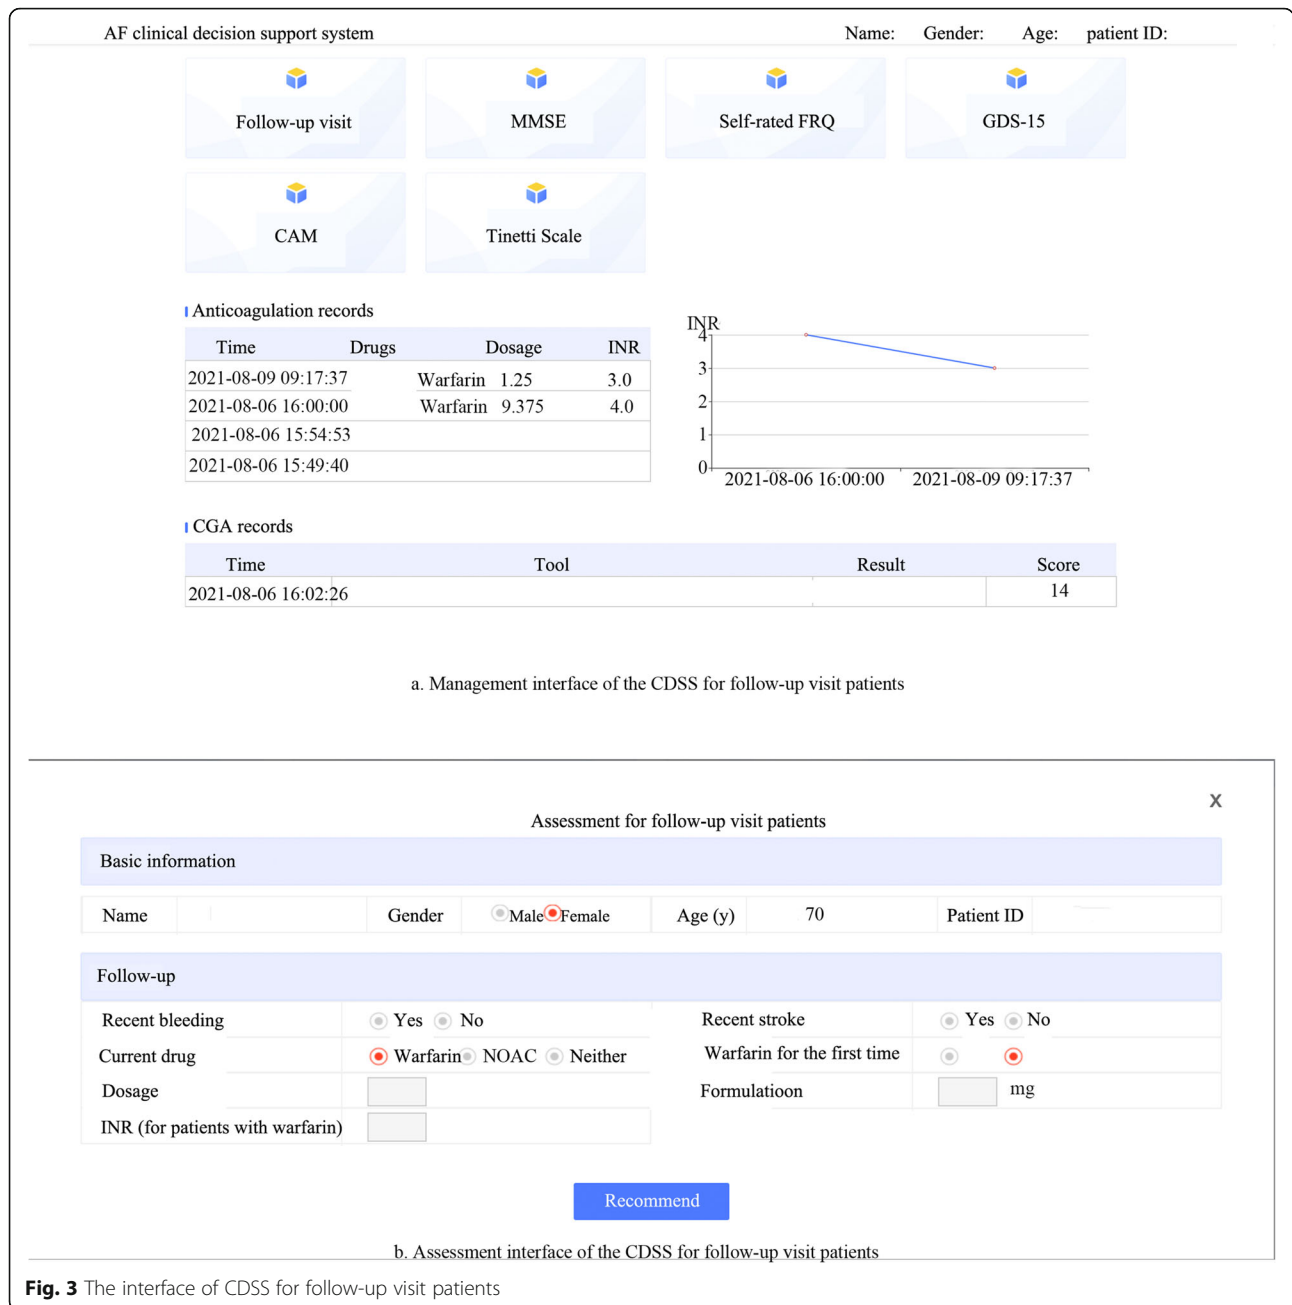 AF clinical decision support system Name: Gender: Age: patient ID:
Follow-up visit MMSE Self-rated FRQ GDS-15
CAM Tinetti Scale
Anticoagulation records
Time Drugs Dosage INR
2021-08-09 09:17:37 Warfarin 1.25 3.0
2021-08-06 16:00:00 Warfarin 9.375 4.0
2021-08-06 15:54:53
2021-08-06 15:49:40
INR
4
3
2
1
0
2021-08-06 16:00:00 2021-08-09 09:17:37
CGA records
Time Tool Result Score
2021-08-06 16:02:26 14
a. Management interface of the CDSS for follow-up visit patients
X
Assessment for follow-up visit patients
Basic information
Name Gender Male Female Age (y) 70 Patient ID
Follow-up
Recent bleeding Yes No Recent stroke Yes No
Current drug Warfarin NOAC Neither Warfarin for the first time
Dosage Formulatioon mg
INR (for patients with warfarin)
Recommend
b. Assessment interface of the CDSS for follow-up visit patients
Fig. 3 The interface of CDSS for follow-up visit patients